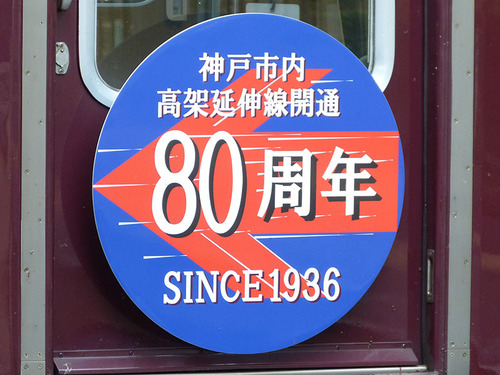 神戸市内
高架延伸線開通
80周年
SINCE1936